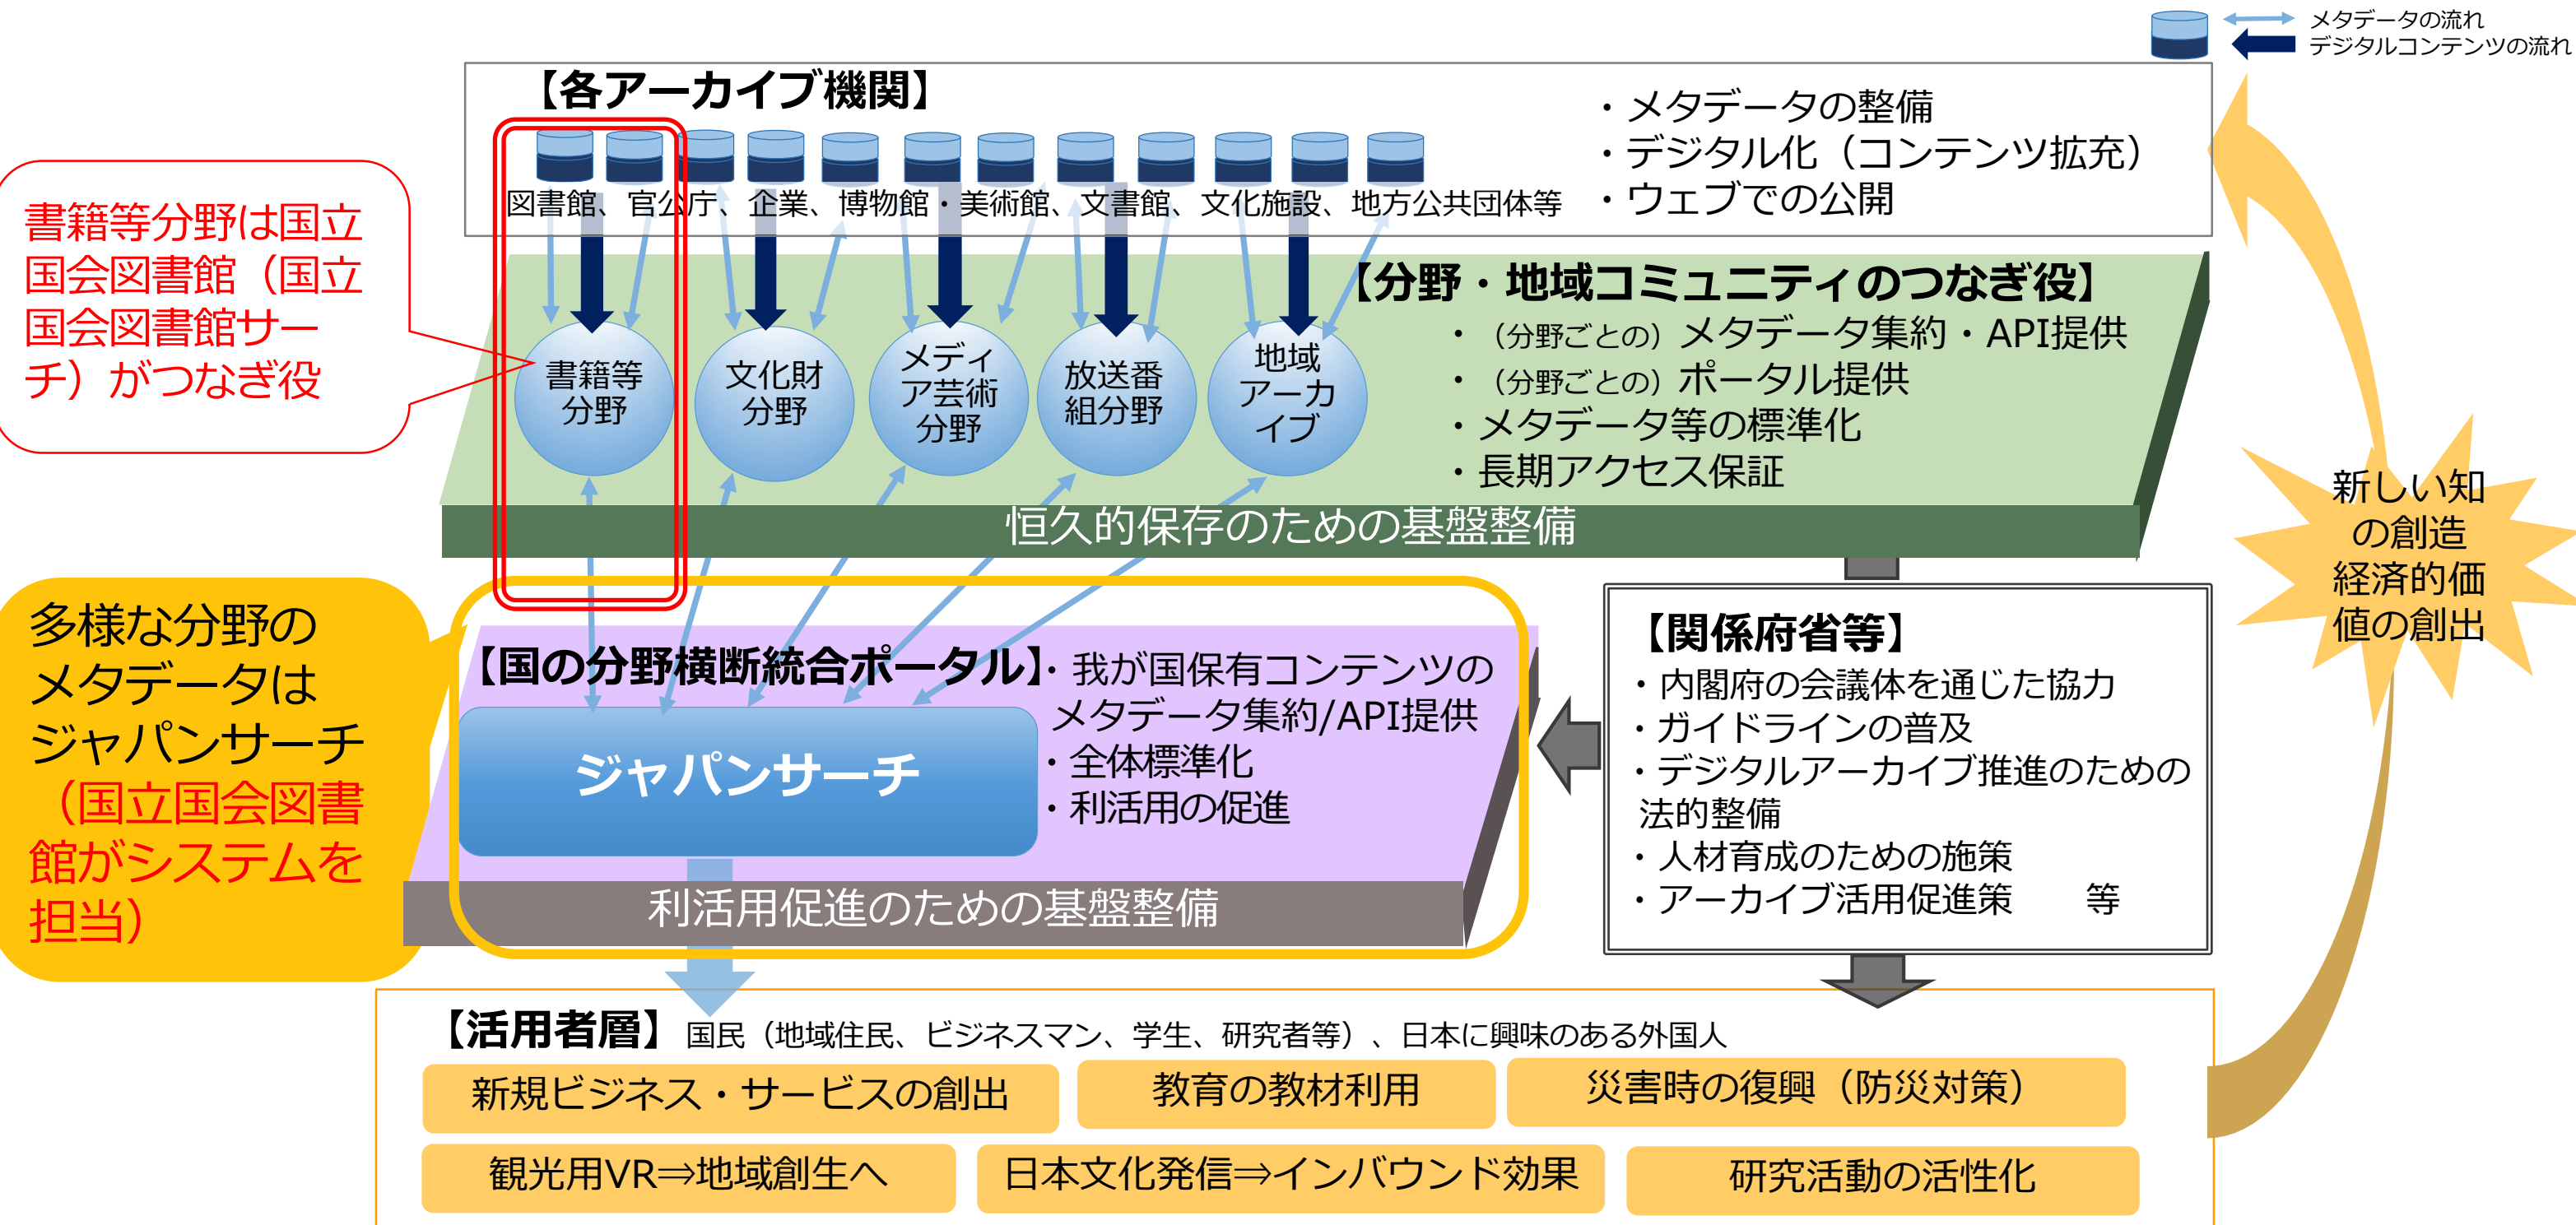 メタデータの流れ
デジタルコンテンツの流れ
【各アーカイブ機関】
・メタデータの整備
・デジタル化（コンテンツ拡充）
・ウェブでの公開
図書館、官公庁、企業、博物館・美術館、文書館、文化施設、地方公共団体等
書籍等分野は国立
国会図書館（国立
国会図書館サー
チ）がつなぎ役
【分野・地域コミュニティのつなぎ役】
・（分野ごとの）メタデータ集約・API提供
・（分野ごとの）ポータル提供
・メタデータ等の標準化
・長期アクセス保証
書籍等
分野
文化財
分野
メディ
ア芸術
分野
放送番
組分野
地域
アーカ
イブ
恒久的保存のための基盤整備
新しい知
の創造
経済的価
値の創出
多様な分野の
メタデータは
ジャパンサーチ
（国立国会図書
館がシステムを
担当）
【国の分野横断統合ポータル】
・我が国保有コンテンツの
メタデータ集約/API提供
・全体標準化
・利活用の促進
ジャパンサーチ
利活用促進のための基盤整備
【関係府省等】
・内閣府の会議体を通じた協力
・ガイドラインの普及
・デジタルアーカイブ推進のための
法的整備
・人材育成のための施策
・アーカイブ活用促進策　　等
【活用者層】 国民（地域住民、ビジネスマン、学生、研究者等）、日本に興味のある外国人
新規ビジネス・サービスの創出
教育の教材利用
災害時の復興（防災対策）
観光用VR⇒地域創生へ
日本文化発信⇒インバウンド効果
研究活動の活性化